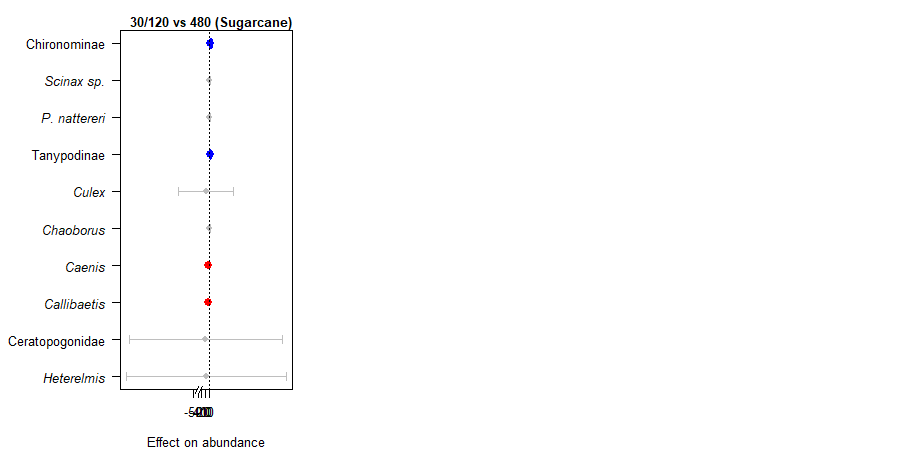 30/120 vs 480 (Sugarcane)
Chironominae
Scinax sp.
P. nattereri
Tanypodinae
Culex
Chaoborus
Caenis
Callibaetis
Ceratopogonidae
Heterelmis
Effect on abundance